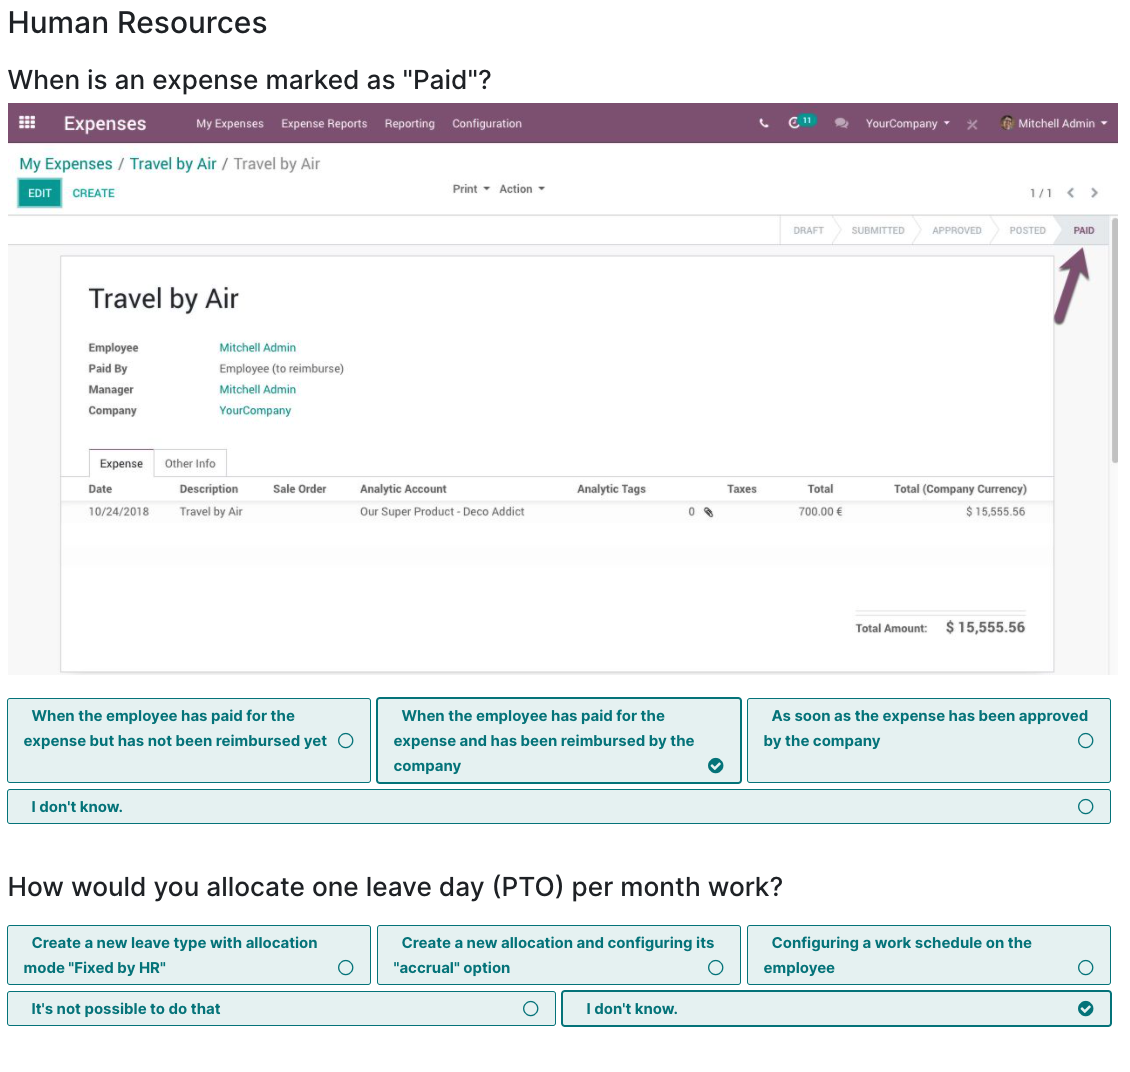 Human Resources
When is an expense marked as "Paid"?
Expenses My Expenses Expense Reports Reporting Configuration 11 YourCompany Mitchell Admin
My Expenses / Travel by Air / Travel by Air
EDIT CREATE Print Action 1 / 1
DRAFT SUBMITTED APPROVED POSTED PAID
Travel by Air
Employee Mitchell Admin
Paid By Employee (to reimburse)
Manager Mitchell Admin
Company YourCompany
Expense Other Info
Date Description Sale Order Analytic Account Analytic Tags Taxes Total Total (Company Currency)
10/24/2018 Travel by Air Our Super Product - Deco Addict 0 700.00 € $ 15,555.56
Total Amount: $ 15,555.56
When the employee has paid for the
expense but has not been reimbursed yet
When the employee has paid for the
expense and has been reimbursed by the
company
As soon as the expense has been approved
by the company
I don't know.
How would you allocate one leave day (PTO) per month work?
Create a new leave type with allocation
mode "Fixed by HR"
Create a new allocation and configuring its
"accrual" option
Configuring a work schedule on the
employee
It's not possible to do that
I don't know.